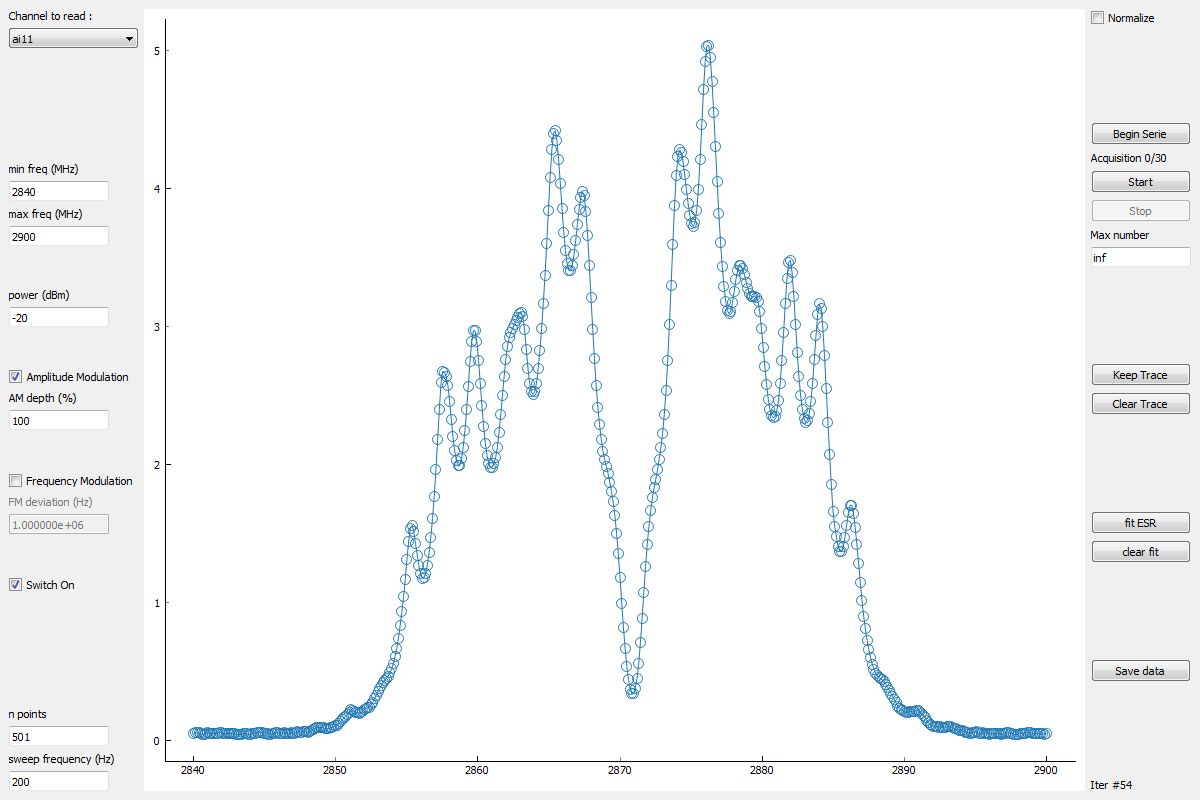 Channel to read :
ai11
min freq (MHz)
2840
max freq (MHz)
2900
power (dBm)
-20
Amplitude Modulation
AM depth (%)
100
Frequency Modulation
FM deviation (Hz)
1.000000e+06
Switch On
n points
501
sweep frequency (Hz)
200
5
4
3
2
1
0
2840 2850 2860 2870 2880 2890 2900
Normalize
Begin Serie
Acquisition 0/30
Start
Stop
Max number
inf
Keep Trace
Clear Trace
fit ESR
clear fit
Save data
Iter #54